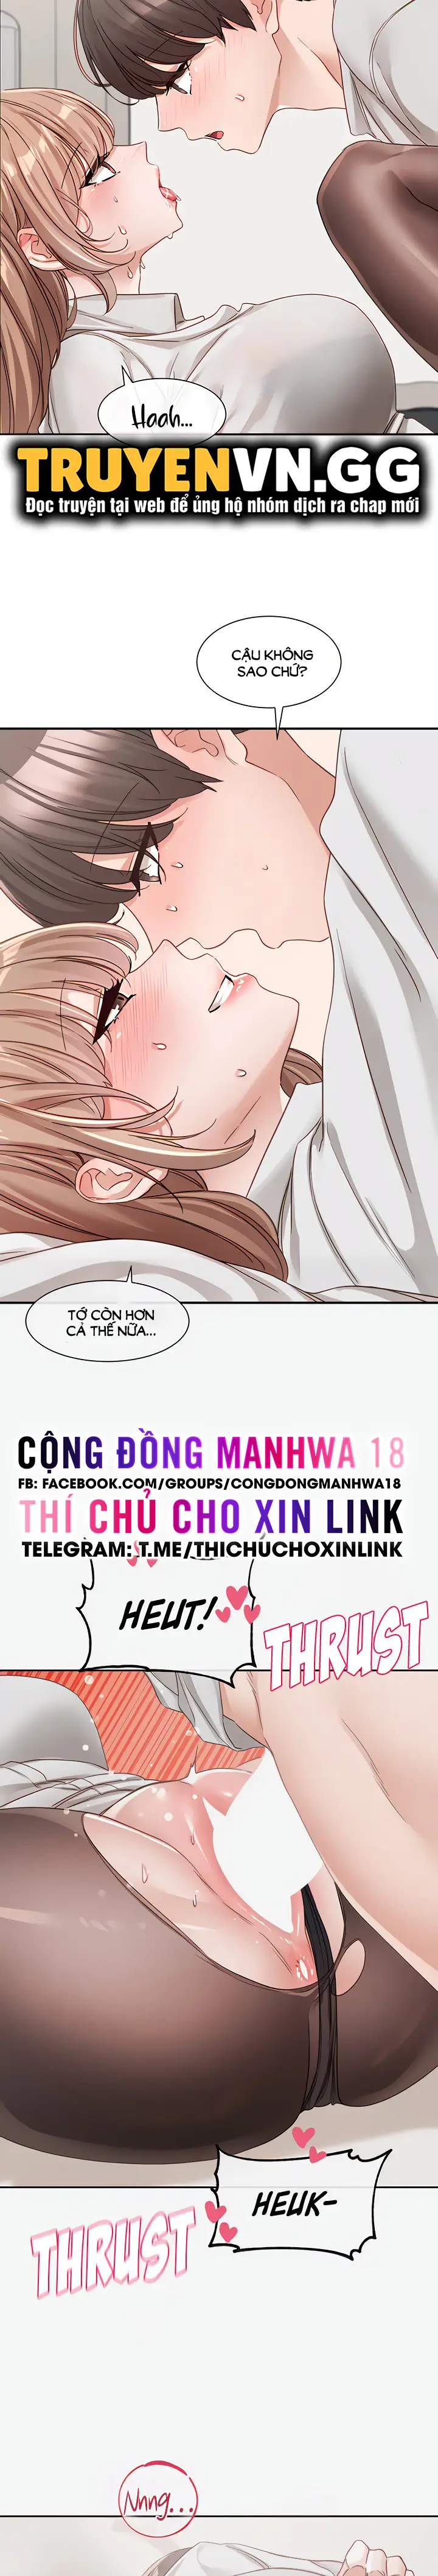 Haah...
TRUYENVN.GG
Đọc truyện tại web để ủng hộ nhóm dịch ra chap mới
CẬU KHÔNG
SAO CHỨ?
TỚ CÒN HƠN
CẢ THẾ NỮA...
CỘNG ĐỒNG MANHWA 18
FB: FACEBOOK.COM/GROUPS/CONGDONGMANHWA18
THÍ CHỦ CHO XIN LINK
TELEGRAM: T.ME/THICHUCHOXINLINK
HEUT!
THRUST
HEUK-
THRUST
Nnng...